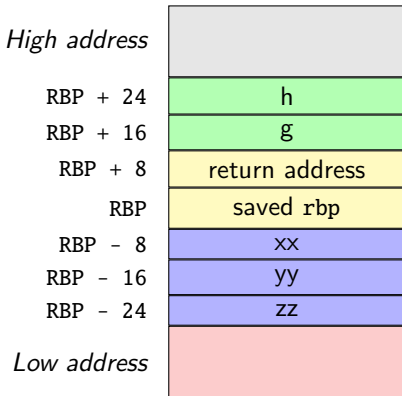 High address
RBP + 24 h
RBP + 16 g
RBP + 8 return address
RBP saved rbp
RBP - 8 xx
RBP - 16 yy
RBP - 24 zz
Low address